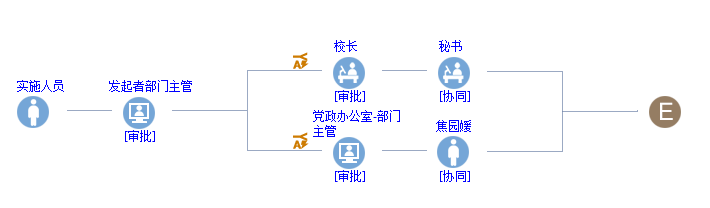 实施人员
发起者部门主管
[审批]
A
校长
[审批]
秘书
[协同]
A
党政办公室-部门
主管
[审批]
焦园媛
[协同]
E